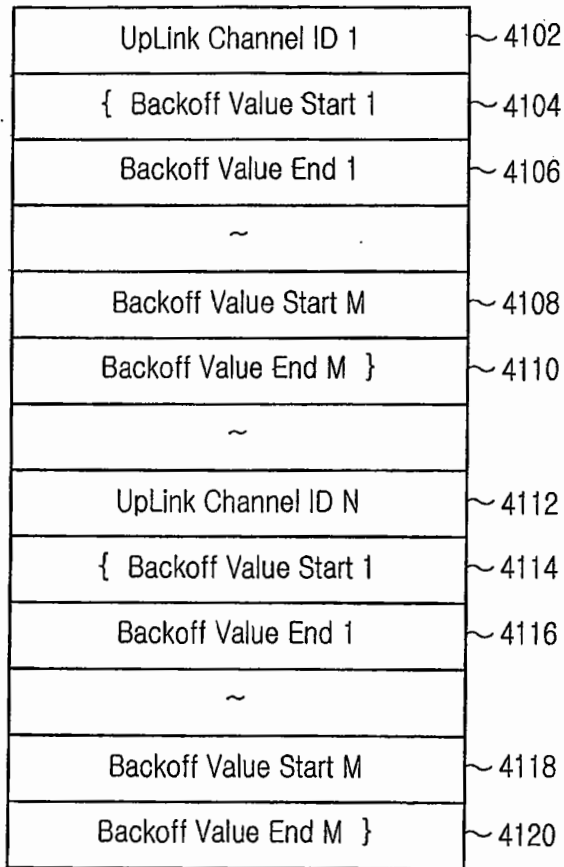 UpLink Channel ID 1 ~ 4102
{ Backoff Value Start 1 ~ 4104
Backoff Value End 1 ~ 4106
~
Backoff Value Start M ~ 4108
Backoff Value End M } ~ 4110
~
UpLink Channel ID N ~ 4112
{ Backoff Value Start 1 ~ 4114
Backoff Value End 1 ~ 4116
~
Backoff Value Start M ~ 4118
Backoff Value End M } ~ 4120